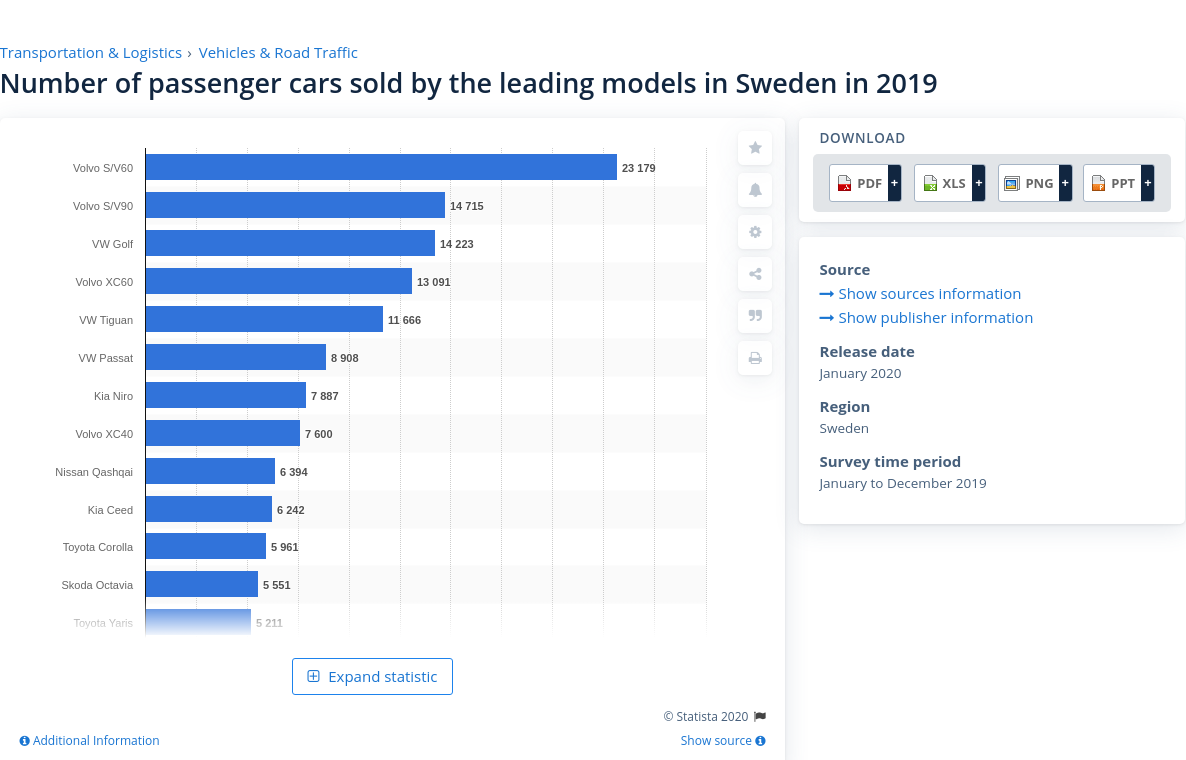 Transportation & Logistics › Vehicles & Road Traffic
Number of passenger cars sold by the leading models in Sweden in 2019
Volvo S/V60 23 179
Volvo S/V90 14 715
VW Golf 14 223
Volvo XC60 13 091
VW Tiguan 11 666
VW Passat 8 908
Kia Niro 7 887
Volvo XC40 7 600
Nissan Qashqai 6 394
Kia Ceed 6 242
Toyota Corolla 5 961
Skoda Octavia 5 551
Toyota Yaris 5 211
Expand statistic
© Statista 2020
Additional Information
Show source
DOWNLOAD
PDF + XLS + PNG + PPT +
Source
Show sources information
Show publisher information
Release date
January 2020
Region
Sweden
Survey time period
January to December 2019